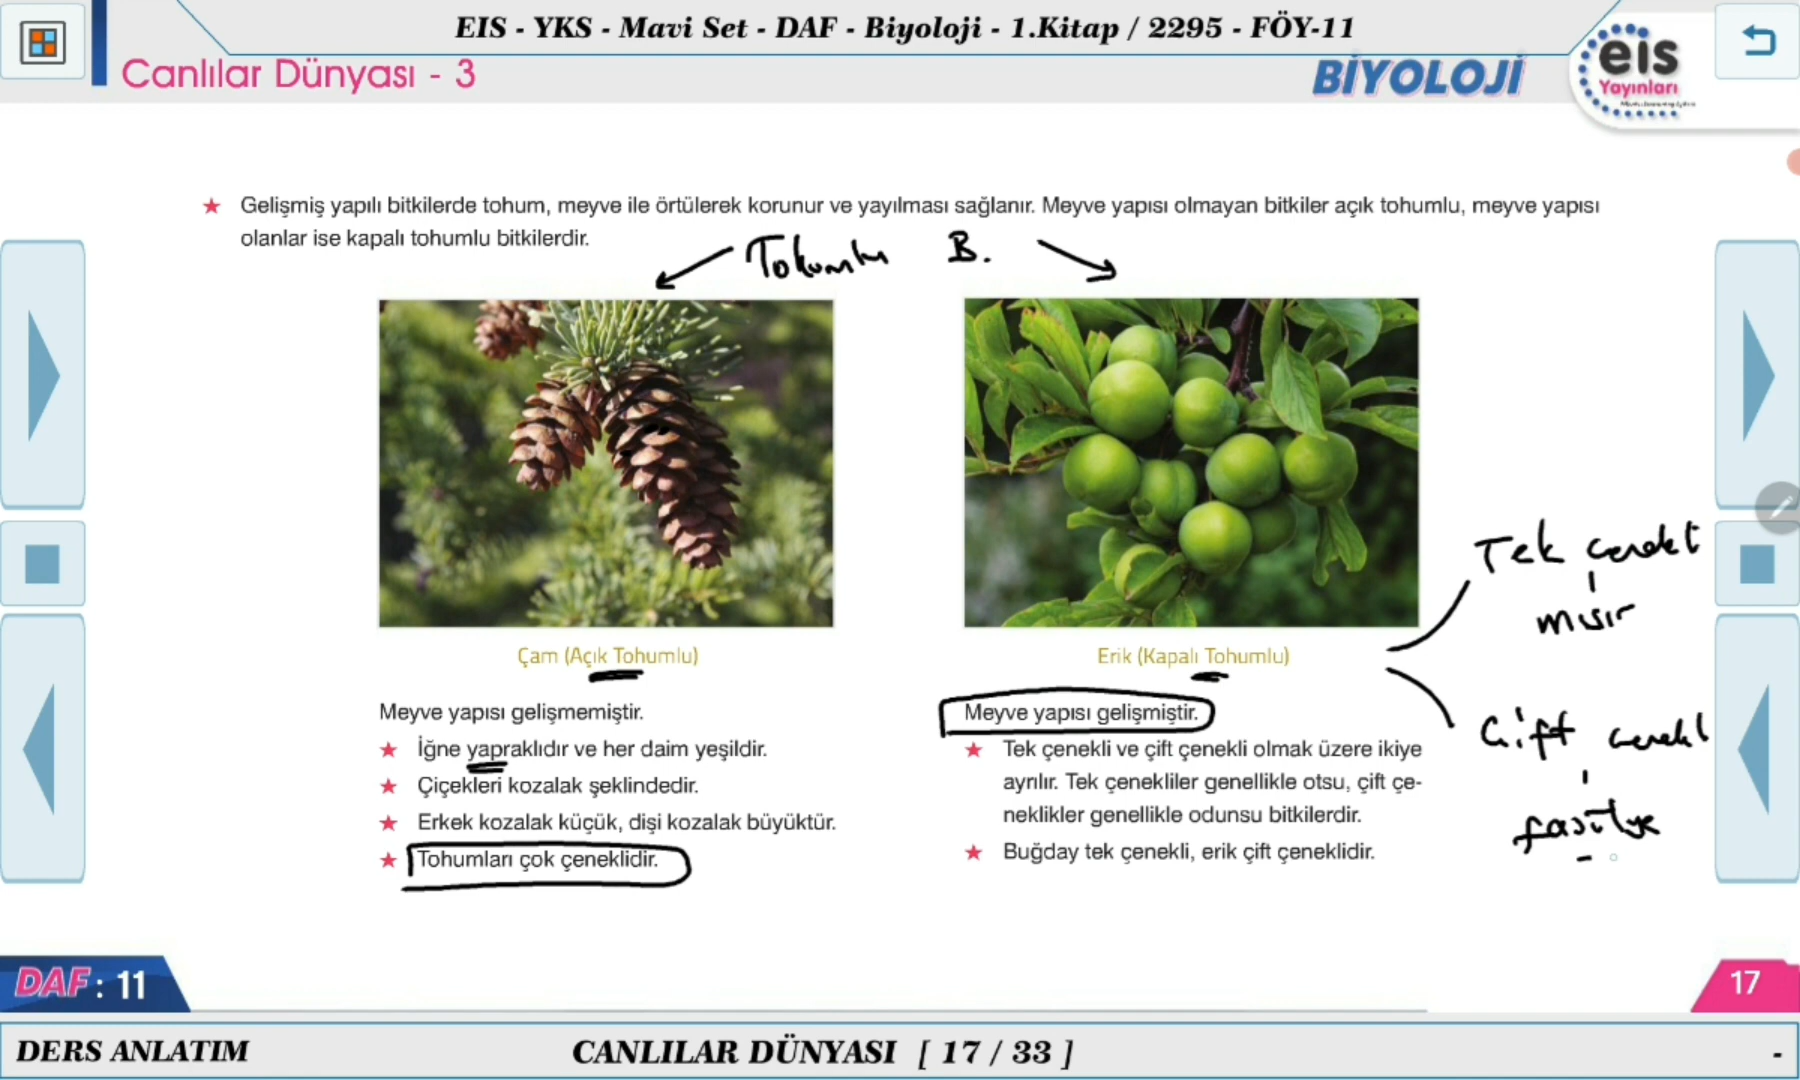 EIS - YKS - Mavi Set - DAF - Biyoloji - 1.Kitap / 2295 - FÖY-11
Canlılar Dünyası - 3
BİYOLOJİ
eis
Yayınları
★ Gelişmiş yapılı bitkilerde tohum, meyve ile örtülerek korunur ve yayılması sağlanır. Meyve yapısı olmayan bitkiler açık tohumlu, meyve yapısı
olanlar ise kapalı tohumlu bitkilerdir.
Tohumlu B.
Çam (Açık Tohumlu)
Meyve yapısı gelişmemiştir.
★ İğne yapraklıdır ve her daim yeşildir.
★ Çiçekleri kozalak şeklindedir.
★ Erkek kozalak küçük, dişi kozalak büyüktür.
★ Tohumları çok çeneklidir.
Erik (Kapalı Tohumlu)
Meyve yapısı gelişmiştir.
★ Tek çenekli ve çift çenekli olmak üzere ikiye
ayrılır. Tek çenekliler genellikle otsu, çift çe-
neklikler genellikle odunsu bitkilerdir.
★ Buğday tek çenekli, erik çift çeneklidir.
Tek çenekli
mısır
Çift çenekli
fasülye
DAF : 11
17
DERS ANLATIM
CANLILAR DÜNYASI [ 17 / 33 ]
-